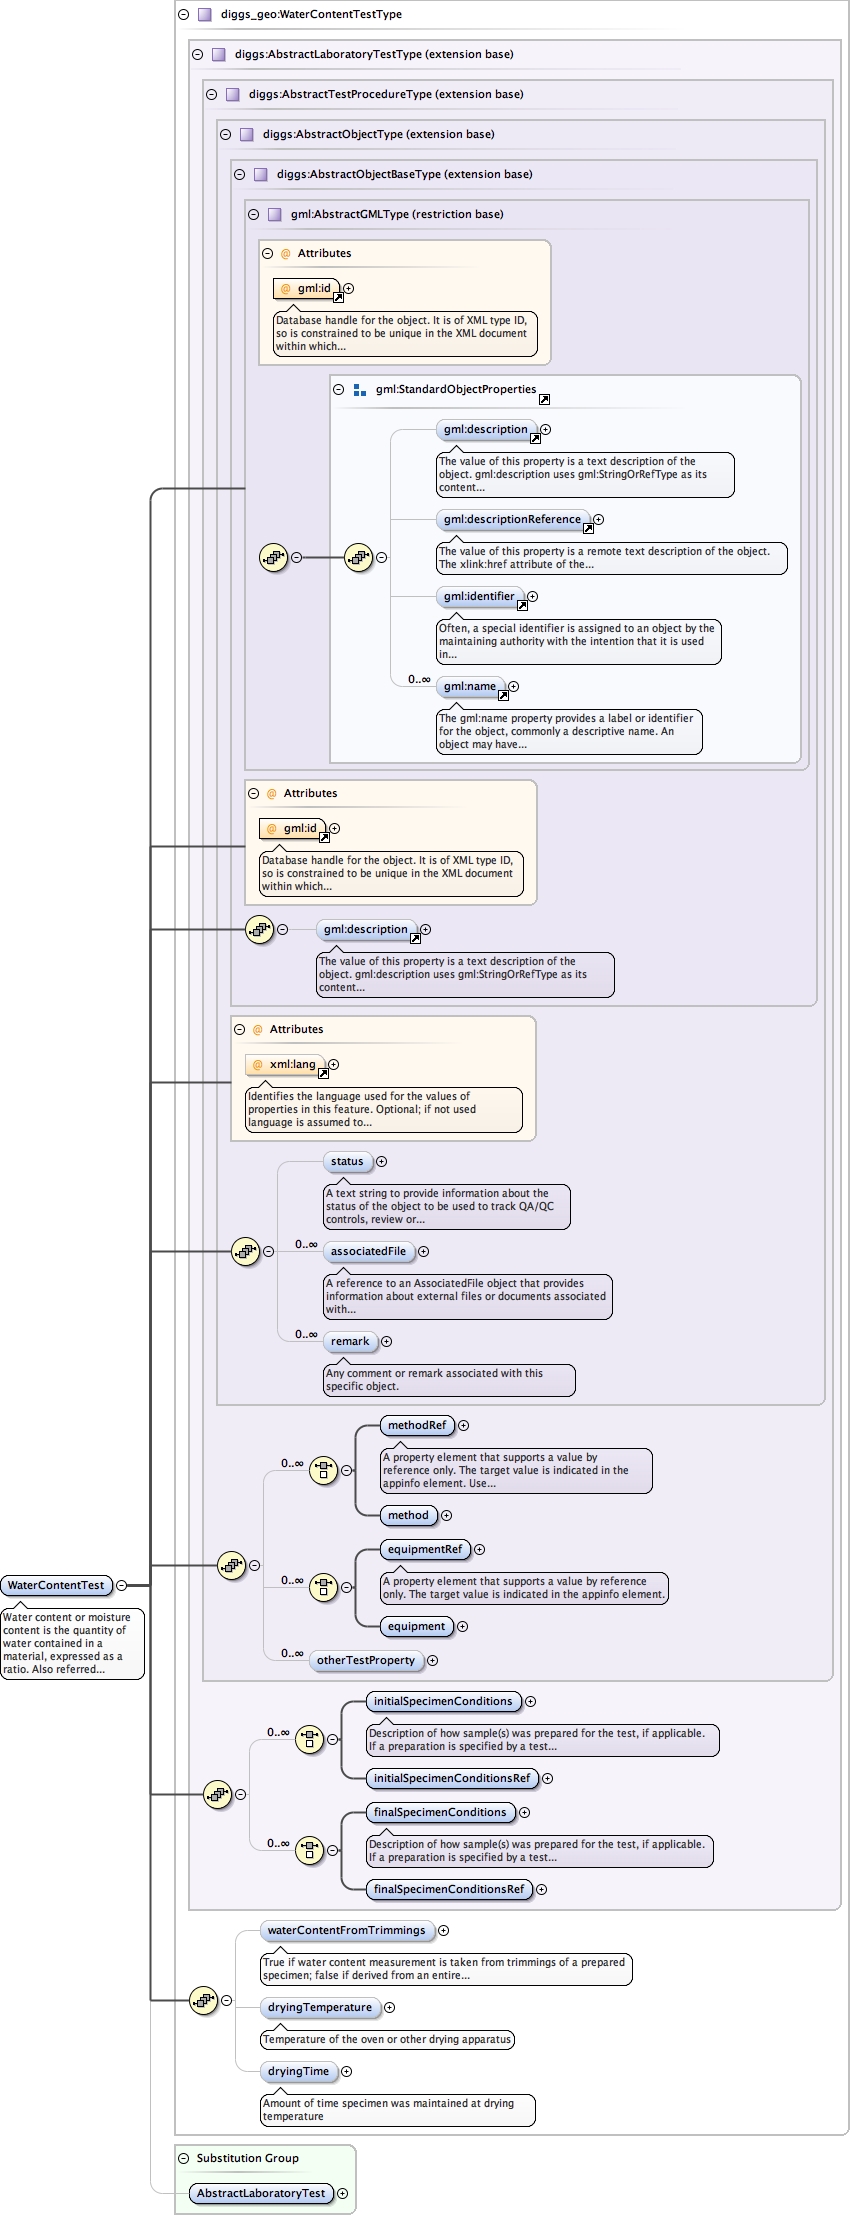 diggs_geo:WaterContentTestType
diggs:AbstractLaboratoryTestType (extension base)
diggs:AbstractTestProcedureType (extension base)
diggs:AbstractObjectType (extension base)
diggs:AbstractObjectBaseType (extension base)
gml:AbstractGMLType (restriction base)
@ Attributes
@ gml:id
Database handle for the object. It is of XML type ID,
so is constrained to be unique in the XML document
within which...
gml:StandardObjectProperties
gml:description
The value of this property is a text description of the
object. gml:description uses gml:StringOrRefType as its
content...
gml:descriptionReference
The value of this property is a remote text description of the object.
The xlink:href attribute of the...
gml:identifier
Often, a special identifier is assigned to an object by the
maintaining authority with the intention that it is used
in...
0..∞
gml:name
The gml:name property provides a label or identifier
for the object, commonly a descriptive name. An
object may have...
@ Attributes
@ gml:id
Database handle for the object. It is of XML type ID,
so is constrained to be unique in the XML document
within which...
gml:description
The value of this property is a text description of the
object. gml:description uses gml:StringOrRefType as its
content...
@ Attributes
@ xml:lang
Identifies the language used for the values of
properties in this feature. Optional; if not used
language is assumed to...
status
A text string to provide information about the
status of the object to be used to track QA/QC
controls, review or...
0..∞
associatedFile
A reference to an AssociatedFile object that provides
information about external files or documents associated
with...
0..∞
remark
Any comment or remark associated with this
specific object.
methodRef
0..∞
A property element that supports a value by
reference only. The target value is indicated in the
appinfo element. Use...
method
equipmentRef
0..∞
A property element that supports a value by reference
only. The target value is indicated in the appinfo element.
equipment
0..∞
otherTestProperty
WaterContentTest
Water content or moisture
content is the quantity of
water contained in a
material, expressed as a
ratio. Also referred...
initialSpecimenConditions
0..∞
Description of how sample(s) was prepared for the test, if applicable.
If a preparation is specified by a test...
initialSpecimenConditionsRef
finalSpecimenConditions
0..∞
Description of how sample(s) was prepared for the test, if applicable.
If a preparation is specified by a test...
finalSpecimenConditionsRef
waterContentFromTrimmings
True if water content measurement is taken from trimmings of a prepared
specimen; false if derived from an entire...
dryingTemperature
Temperature of the oven or other drying apparatus
dryingTime
Amount of time specimen was maintained at drying
temperature
Substitution Group
AbstractLaboratoryTest